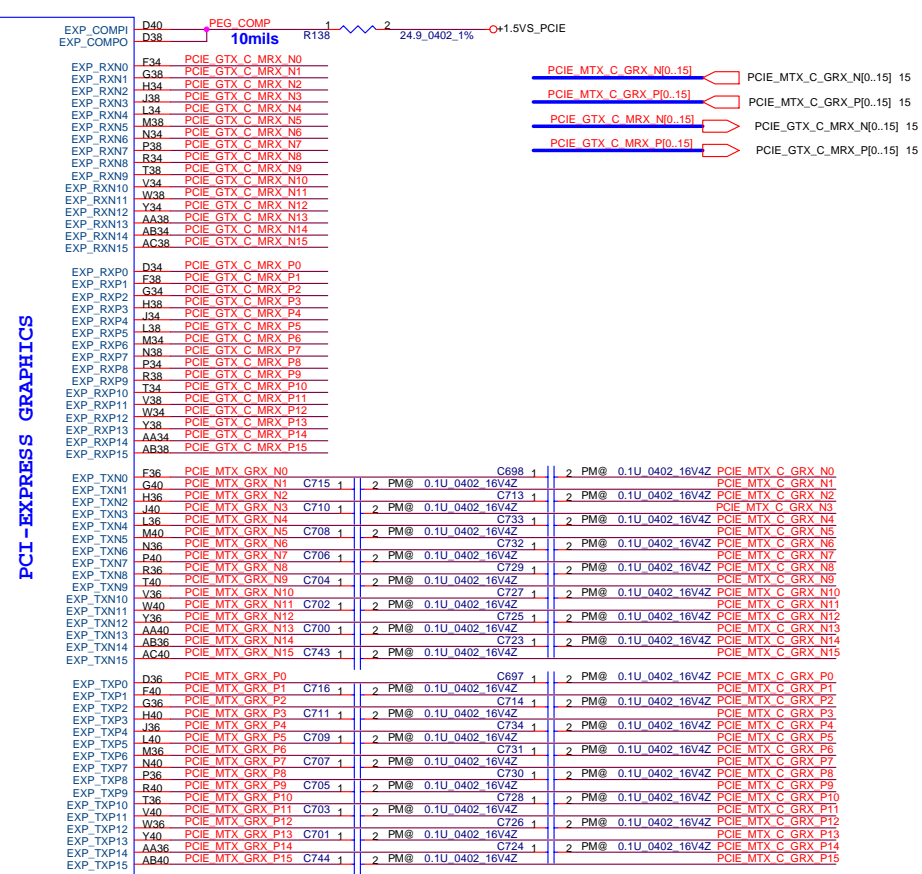 EXP_COMPI D40 PEG_COMP 1 R138 2 24.9_0402_1% +1.5VS_PCIE
EXP_COMPO D38 10mils
EXP_RXN0 F34 PCIE_GTX_C_MRX_N0
EXP_RXN1 G38 PCIE_GTX_C_MRX_N1
EXP_RXN2 H34 PCIE_GTX_C_MRX_N2
EXP_RXN3 J38 PCIE_GTX_C_MRX_N3
EXP_RXN4 L34 PCIE_GTX_C_MRX_N4
EXP_RXN5 M38 PCIE_GTX_C_MRX_N5
EXP_RXN6 N34 PCIE_GTX_C_MRX_N6
EXP_RXN7 P38 PCIE_GTX_C_MRX_N7
EXP_RXN8 R34 PCIE_GTX_C_MRX_N8
EXP_RXN9 T38 PCIE_GTX_C_MRX_N9
EXP_RXN10 V34 PCIE_GTX_C_MRX_N10
EXP_RXN11 W38 PCIE_GTX_C_MRX_N11
EXP_RXN12 Y34 PCIE_GTX_C_MRX_N12
EXP_RXN13 AA38 PCIE_GTX_C_MRX_N13
EXP_RXN14 AB34 PCIE_GTX_C_MRX_N14
EXP_RXN15 AC38 PCIE_GTX_C_MRX_N15
PCIE_MTX_C_GRX_N[0..15] PCIE_MTX_C_GRX_N[0..15] 15
PCIE_MTX_C_GRX_P[0..15] PCIE_MTX_C_GRX_P[0..15] 15
PCIE_GTX_C_MRX_N[0..15] PCIE_GTX_C_MRX_N[0..15] 15
PCIE_GTX_C_MRX_P[0..15] PCIE_GTX_C_MRX_P[0..15] 15
EXP_RXP0 D34 PCIE_GTX_C_MRX_P0
EXP_RXP1 F38 PCIE_GTX_C_MRX_P1
EXP_RXP2 G34 PCIE_GTX_C_MRX_P2
EXP_RXP3 H38 PCIE_GTX_C_MRX_P3
EXP_RXP4 J34 PCIE_GTX_C_MRX_P4
EXP_RXP5 L38 PCIE_GTX_C_MRX_P5
EXP_RXP6 M34 PCIE_GTX_C_MRX_P6
EXP_RXP7 N38 PCIE_GTX_C_MRX_P7
EXP_RXP8 P34 PCIE_GTX_C_MRX_P8
EXP_RXP9 R38 PCIE_GTX_C_MRX_P9
EXP_RXP10 T34 PCIE_GTX_C_MRX_P10
EXP_RXP11 V38 PCIE_GTX_C_MRX_P11
EXP_RXP12 W34 PCIE_GTX_C_MRX_P12
EXP_RXP13 Y38 PCIE_GTX_C_MRX_P13
EXP_RXP14 AA34 PCIE_GTX_C_MRX_P14
EXP_RXP15 AB38 PCIE_GTX_C_MRX_P15
PCI-EXPRESS GRAPHICS
EXP_TXN0 F36 PCIE_MTX_GRX_N0 C698 1 2 PM@ 0.1U_0402_16V4Z PCIE_MTX_C_GRX_N0
EXP_TXN1 G40 PCIE_MTX_GRX_N1 C715 1 2 PM@ 0.1U_0402_16V4Z PCIE_MTX_C_GRX_N1
EXP_TXN2 H36 PCIE_MTX_GRX_N2 C713 1 2 PM@ 0.1U_0402_16V4Z PCIE_MTX_C_GRX_N2
EXP_TXN3 J40 PCIE_MTX_GRX_N3 C710 1 2 PM@ 0.1U_0402_16V4Z PCIE_MTX_C_GRX_N3
EXP_TXN4 L36 PCIE_MTX_GRX_N4 C733 1 2 PM@ 0.1U_0402_16V4Z PCIE_MTX_C_GRX_N4
EXP_TXN5 M40 PCIE_MTX_GRX_N5 C708 1 2 PM@ 0.1U_0402_16V4Z PCIE_MTX_C_GRX_N5
EXP_TXN6 N36 PCIE_MTX_GRX_N6 C732 1 2 PM@ 0.1U_0402_16V4Z PCIE_MTX_C_GRX_N6
EXP_TXN7 P40 PCIE_MTX_GRX_N7 C706 1 2 PM@ 0.1U_0402_16V4Z PCIE_MTX_C_GRX_N7
EXP_TXN8 R36 PCIE_MTX_GRX_N8 C729 1 2 PM@ 0.1U_0402_16V4Z PCIE_MTX_C_GRX_N8
EXP_TXN9 T40 PCIE_MTX_GRX_N9 C704 1 2 PM@ 0.1U_0402_16V4Z PCIE_MTX_C_GRX_N9
EXP_TXN10 V36 PCIE_MTX_GRX_N10 C727 1 2 PM@ 0.1U_0402_16V4Z PCIE_MTX_C_GRX_N10
EXP_TXN11 W40 PCIE_MTX_GRX_N11 C702 1 2 PM@ 0.1U_0402_16V4Z PCIE_MTX_C_GRX_N11
EXP_TXN12 Y36 PCIE_MTX_GRX_N12 C725 1 2 PM@ 0.1U_0402_16V4Z PCIE_MTX_C_GRX_N12
EXP_TXN13 AA40 PCIE_MTX_GRX_N13 C700 1 2 PM@ 0.1U_0402_16V4Z PCIE_MTX_C_GRX_N13
EXP_TXN14 AB36 PCIE_MTX_GRX_N14 C723 1 2 PM@ 0.1U_0402_16V4Z PCIE_MTX_C_GRX_N14
EXP_TXN15 AC40 PCIE_MTX_GRX_N15 C743 1 2 PM@ 0.1U_0402_16V4Z PCIE_MTX_C_GRX_N15
EXP_TXP0 D36 PCIE_MTX_GRX_P0 C697 1 2 PM@ 0.1U_0402_16V4Z PCIE_MTX_C_GRX_P0
EXP_TXP1 F40 PCIE_MTX_GRX_P1 C716 1 2 PM@ 0.1U_0402_16V4Z PCIE_MTX_C_GRX_P1
EXP_TXP2 G36 PCIE_MTX_GRX_P2 C714 1 2 PM@ 0.1U_0402_16V4Z PCIE_MTX_C_GRX_P2
EXP_TXP3 H40 PCIE_MTX_GRX_P3 C711 1 2 PM@ 0.1U_0402_16V4Z PCIE_MTX_C_GRX_P3
EXP_TXP4 J36 PCIE_MTX_GRX_P4 C734 1 2 PM@ 0.1U_0402_16V4Z PCIE_MTX_C_GRX_P4
EXP_TXP5 L40 PCIE_MTX_GRX_P5 C709 1 2 PM@ 0.1U_0402_16V4Z PCIE_MTX_C_GRX_P5
EXP_TXP6 M36 PCIE_MTX_GRX_P6 C731 1 2 PM@ 0.1U_0402_16V4Z PCIE_MTX_C_GRX_P6
EXP_TXP7 N40 PCIE_MTX_GRX_P7 C707 1 2 PM@ 0.1U_0402_16V4Z PCIE_MTX_C_GRX_P7
EXP_TXP8 P36 PCIE_MTX_GRX_P8 C730 1 2 PM@ 0.1U_0402_16V4Z PCIE_MTX_C_GRX_P8
EXP_TXP9 R40 PCIE_MTX_GRX_P9 C705 1 2 PM@ 0.1U_0402_16V4Z PCIE_MTX_C_GRX_P9
EXP_TXP10 T36 PCIE_MTX_GRX_P10 C728 1 2 PM@ 0.1U_0402_16V4Z PCIE_MTX_C_GRX_P10
EXP_TXP11 V40 PCIE_MTX_GRX_P11 C703 1 2 PM@ 0.1U_0402_16V4Z PCIE_MTX_C_GRX_P11
EXP_TXP12 W36 PCIE_MTX_GRX_P12 C726 1 2 PM@ 0.1U_0402_16V4Z PCIE_MTX_C_GRX_P12
EXP_TXP13 Y40 PCIE_MTX_GRX_P13 C701 1 2 PM@ 0.1U_0402_16V4Z PCIE_MTX_C_GRX_P13
EXP_TXP14 AA36 PCIE_MTX_GRX_P14 C724 1 2 PM@ 0.1U_0402_16V4Z PCIE_MTX_C_GRX_P14
EXP_TXP15 AB40 PCIE_MTX_GRX_P15 C744 1 2 PM@ 0.1U_0402_16V4Z PCIE_MTX_C_GRX_P15